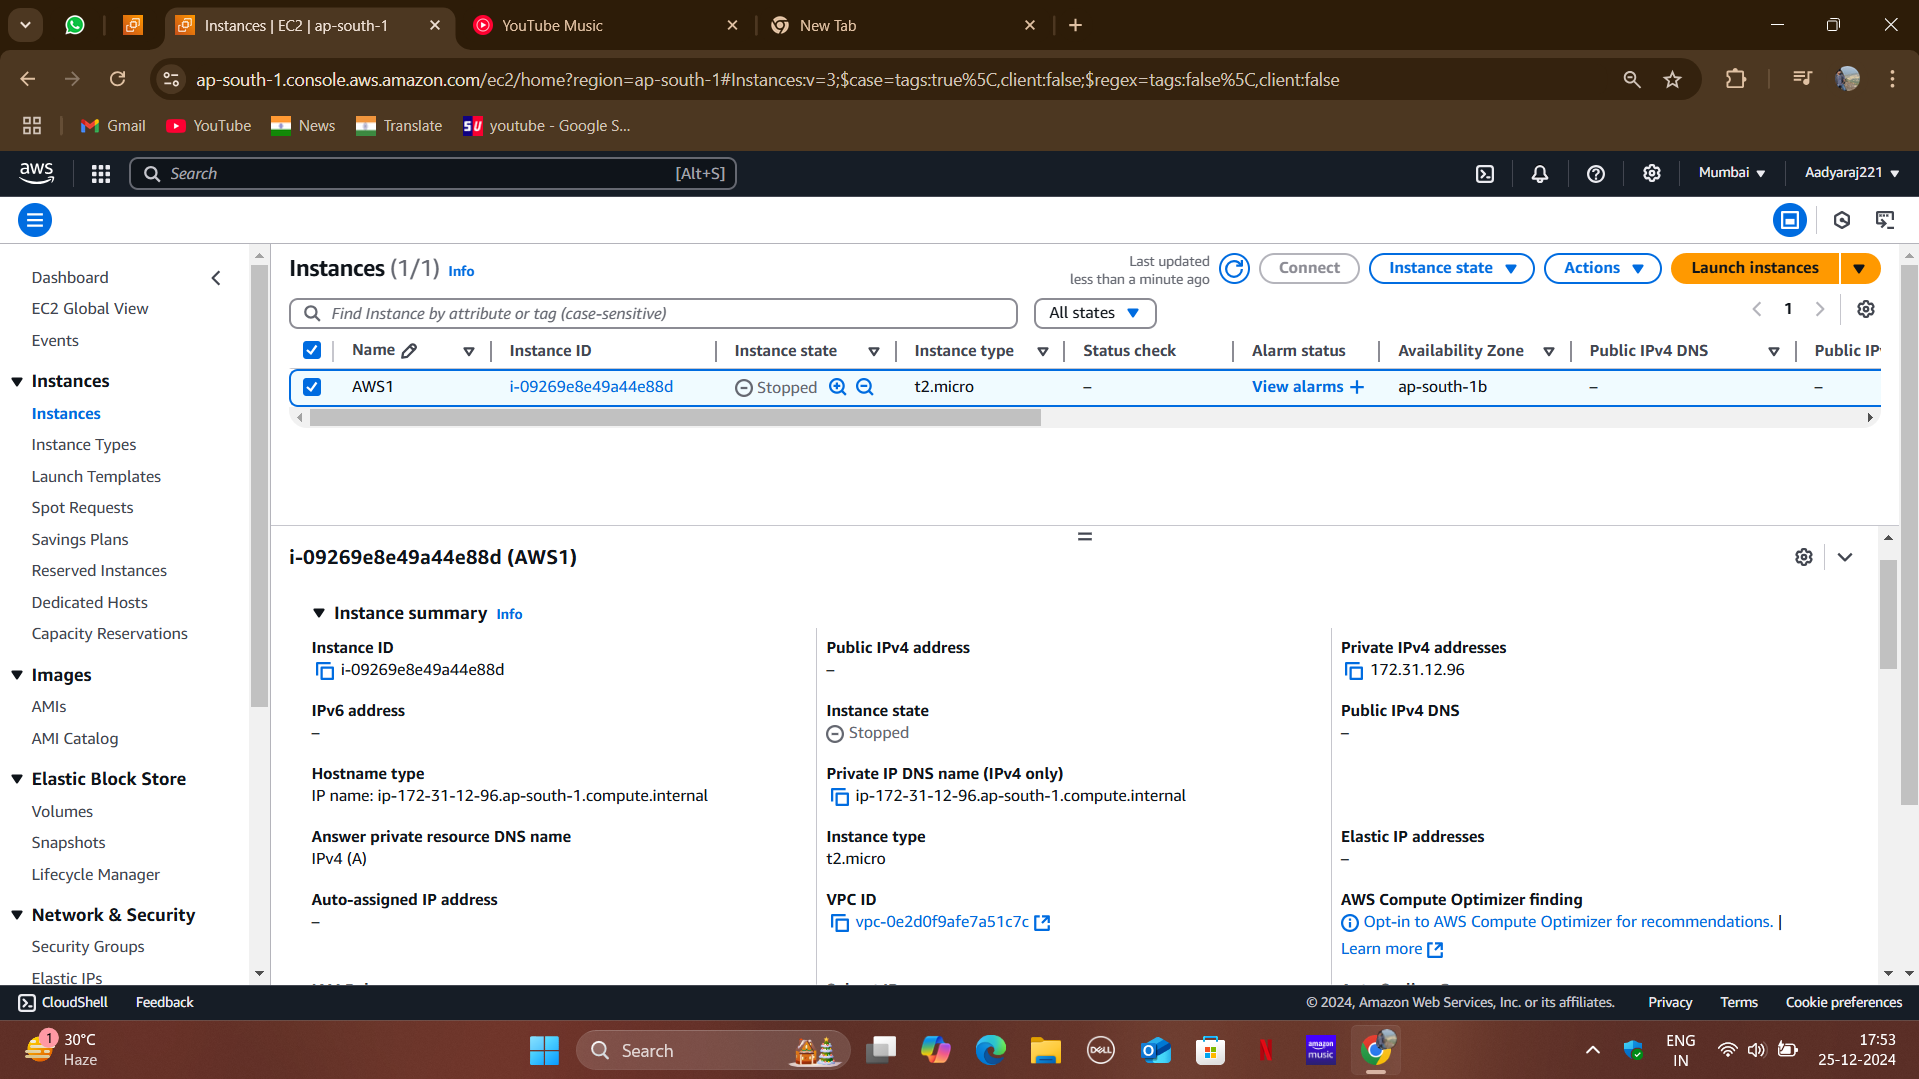 Instances | EC2 | ap-south-1
YouTube Music
New Tab
ap-south-1.console.aws.amazon.com/ec2/home?region=ap-south-1#Instances:v=3;$case=tags:true%5C,client:false;$regex=tags:false%5C,client:false
Gmail
YouTube
News
Translate
SU
youtube - Google S...
aws
Search
[Alt+S]
Mumbai
Aadyaraj221
Dashboard
EC2 Global View
Events
Instances
Instances
Instance Types
Launch Templates
Spot Requests
Savings Plans
Reserved Instances
Dedicated Hosts
Capacity Reservations
Images
AMIs
AMI Catalog
Elastic Block Store
Volumes
Snapshots
Lifecycle Manager
Network & Security
Security Groups
Elastic IPs
Instances (1/1) Info
Last updated
less than a minute ago
Connect
Instance state
Actions
Launch instances
Find Instance by attribute or tag (case-sensitive)
All states
1
Name
Instance ID
Instance state
Instance type
Status check
Alarm status
Availability Zone
Public IPv4 DNS
Public IP
AWS1
i-09269e8e49a44e88d
Stopped
t2.micro
–
View alarms +
ap-south-1b
–
–
i-09269e8e49a44e88d (AWS1)
Instance summary Info
Instance ID
i-09269e8e49a44e88d
Public IPv4 address
–
Private IPv4 addresses
172.31.12.96
IPv6 address
–
Instance state
Stopped
Public IPv4 DNS
–
Hostname type
IP name: ip-172-31-12-96.ap-south-1.compute.internal
Private IP DNS name (IPv4 only)
ip-172-31-12-96.ap-south-1.compute.internal
Answer private resource DNS name
IPv4 (A)
Instance type
t2.micro
Elastic IP addresses
–
Auto-assigned IP address
–
VPC ID
vpc-0e2d0f9afe7a51c7c
AWS Compute Optimizer finding
Opt-in to AWS Compute Optimizer for recommendations. |
Learn more
CloudShell
Feedback
© 2024, Amazon Web Services, Inc. or its affiliates.
Privacy
Terms
Cookie preferences
1
30°C
Haze
Search
DELL
amazon
music
ENG
IN
17:53
25-12-2024